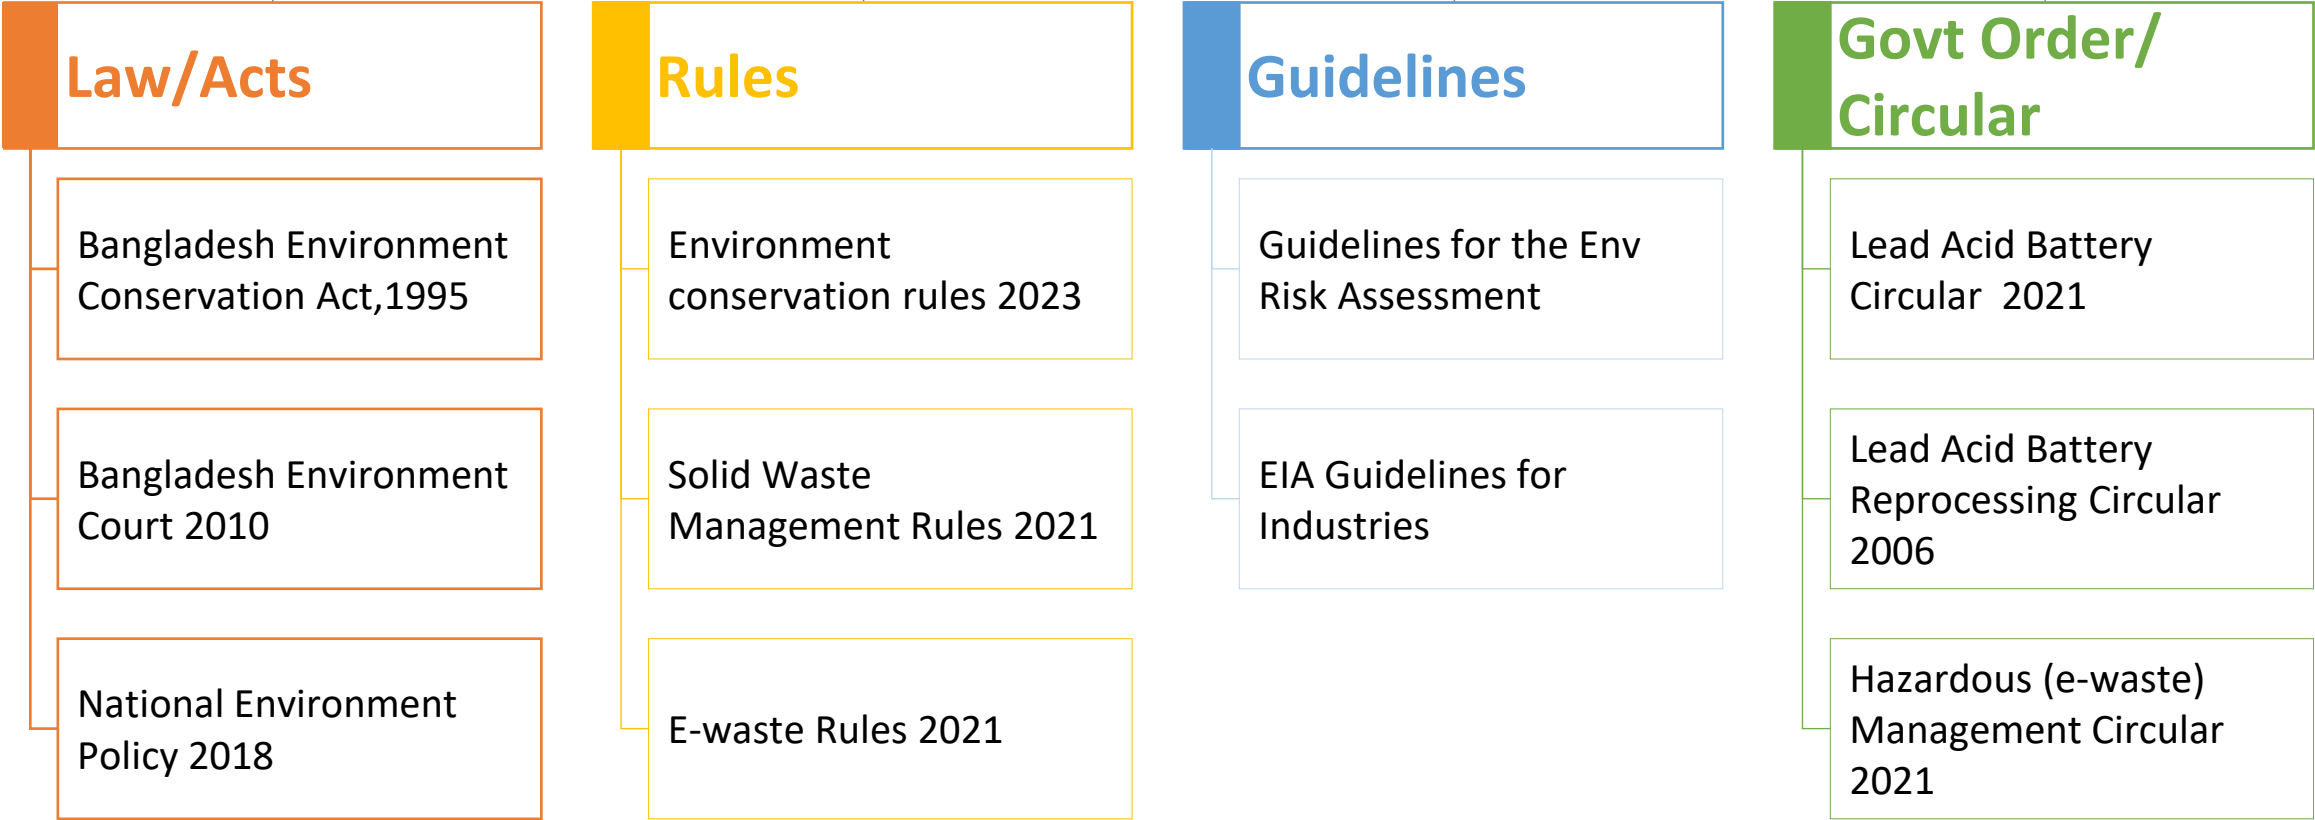 Law/Acts
Bangladesh Environment
Conservation Act,1995
Bangladesh Environment
Court 2010
National Environment
Policy 2018
Rules
Environment
conservation rules 2023
Solid Waste
Management Rules 2021
E-waste Rules 2021
Guidelines
Guidelines for the Env
Risk Assessment
EIA Guidelines for
Industries
Govt Order/
Circular
Lead Acid Battery
Circular  2021
Lead Acid Battery
Reprocessing Circular
2006
Hazardous (e-waste)
Management Circular
2021